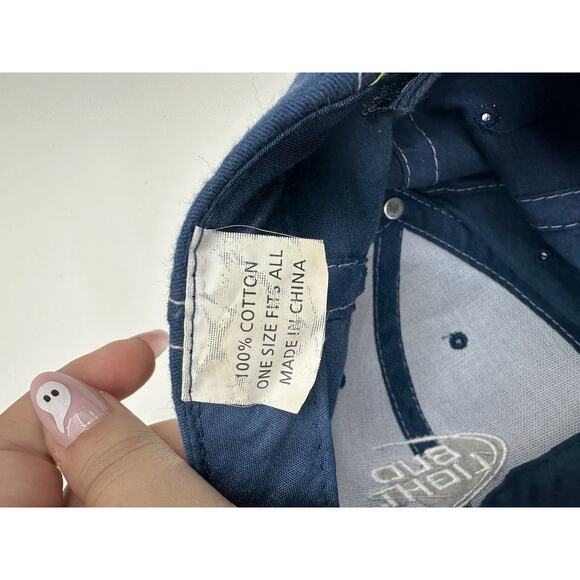 100% COTTON
ONE SIZE FITS ALL
MADE IN CHINA
BUD
LIGHT